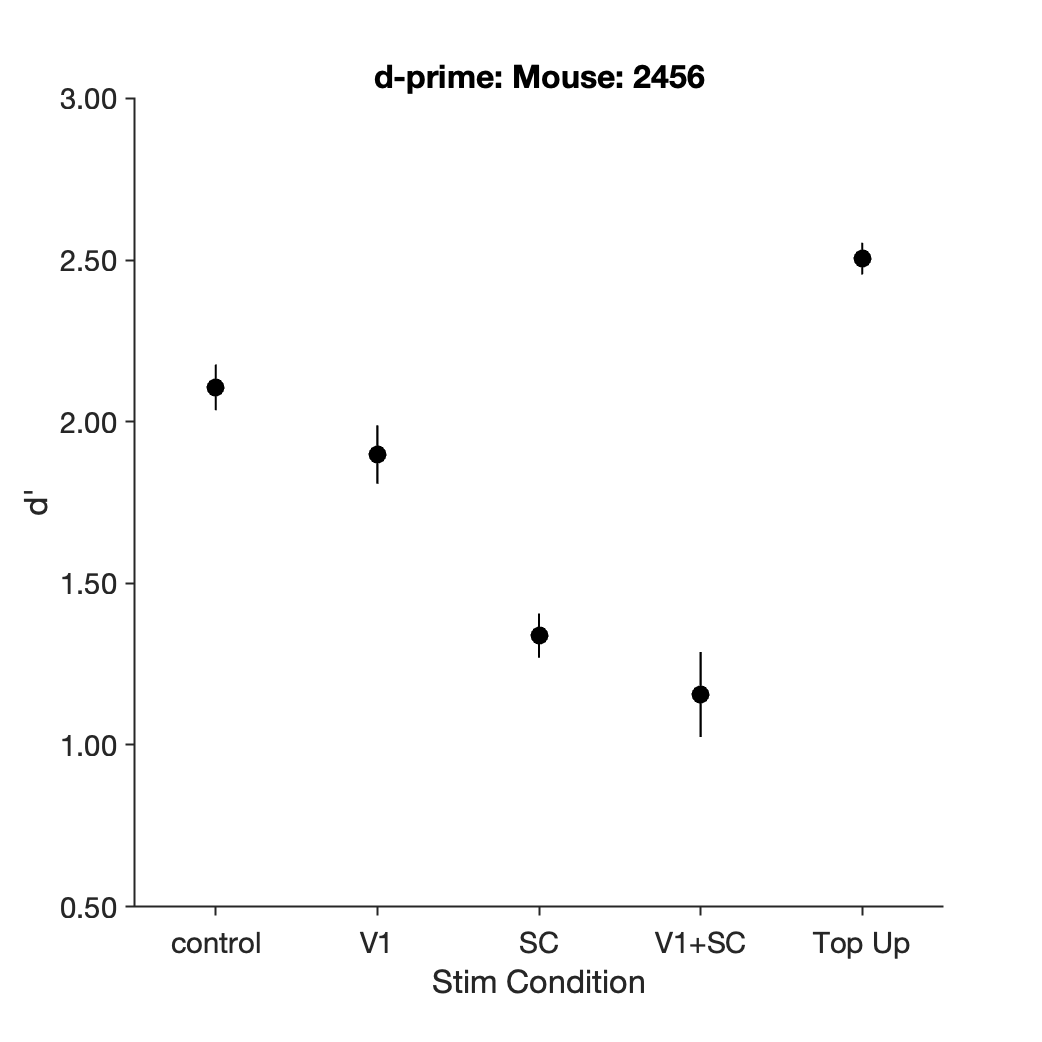 d-prime: Mouse: 2456
3.00
2.50
2.00
1.50
1.00
0.50
d'
control V1 SC V1+SC Top Up
Stim Condition